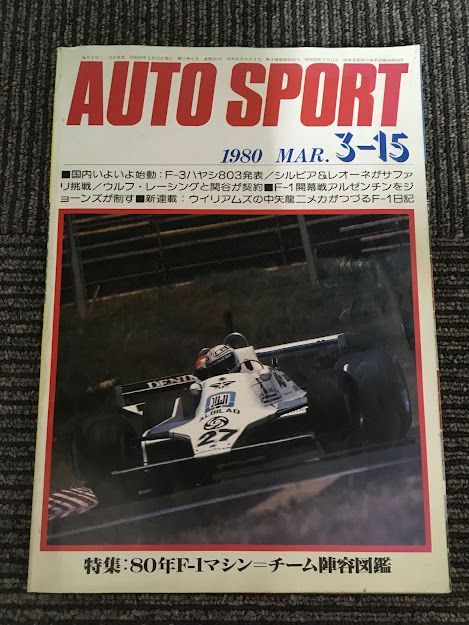 AUTO SPORT
1980 MAR. 3-15
■国内いよいよ始動：F-3ハヤシ803発表／シルビア&レオーネがサファ
リ挑戦／ウルフ・レーシングと関谷が契約■F-1開幕戦アルゼンチンをジ
ョーンズが制す■新連載：ウイリアムズの中矢龍二メカがつづるF-1日記
DENIM
ALBILAD
27
特集：80年F-1マシン=チーム陣容図鑑